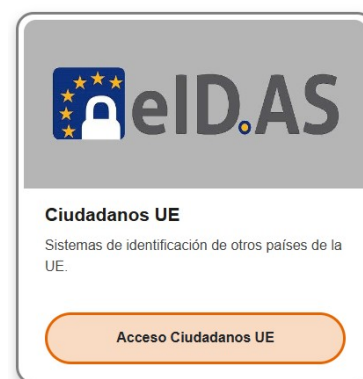 eID.AS
Ciudadanos UE
Sistemas de identificación de otros países de la
UE.
Acceso Ciudadanos UE